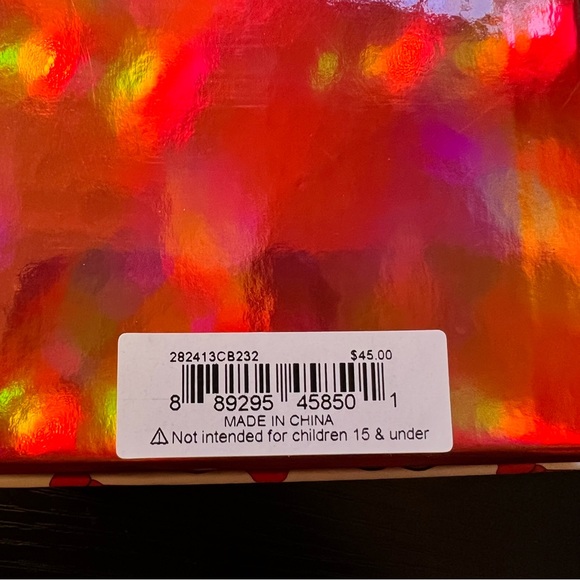 282413CB232 $45.00
8 89295 45850 1
MADE IN CHINA
⚠ Not intended for children 15 & under